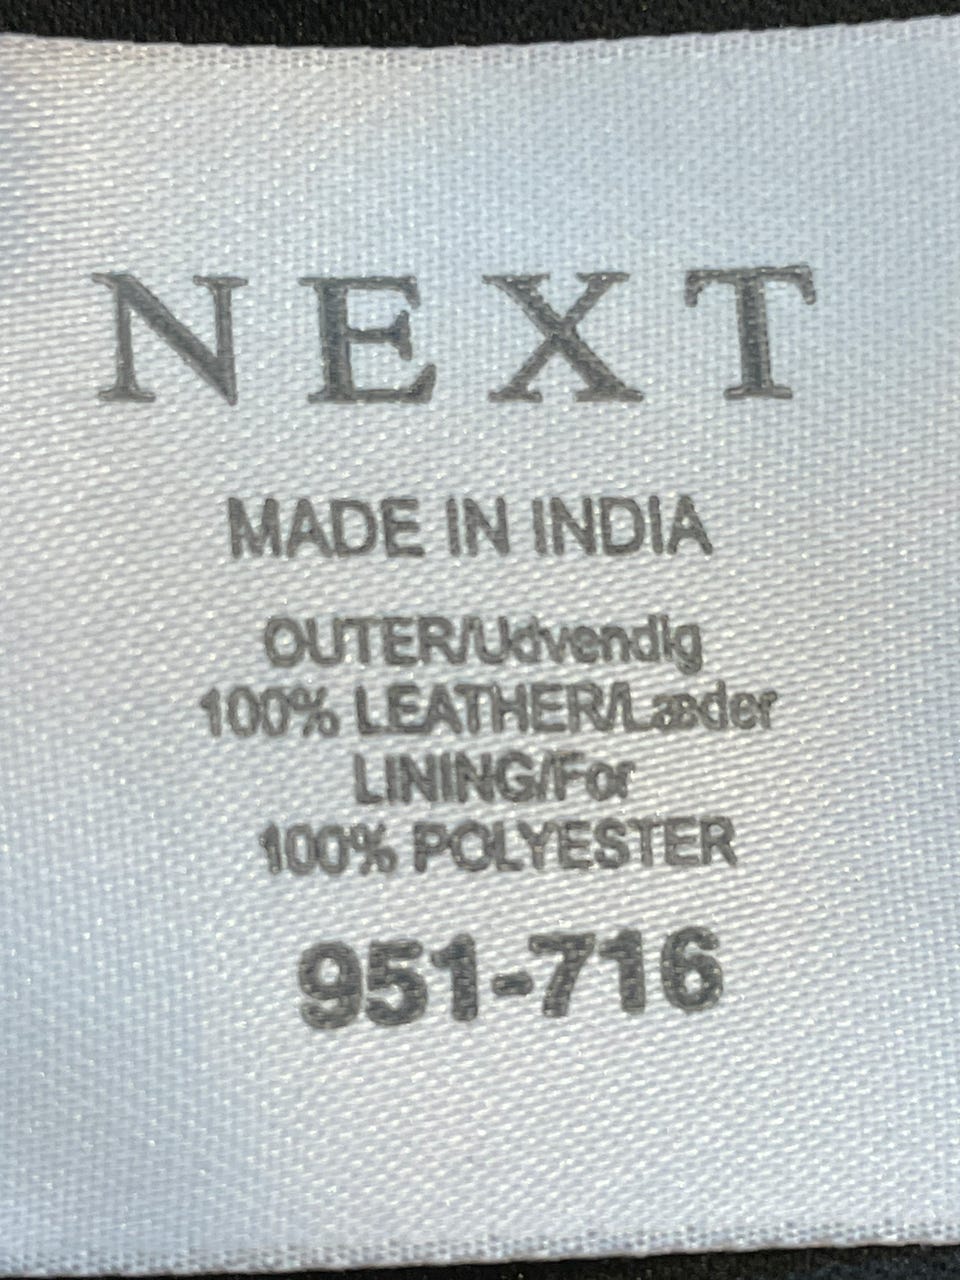 NEXT
MADE IN INDIA
OUTER/Udvendig
100% LEATHER/Læder
LINING/For
100% POLYESTER
951-716